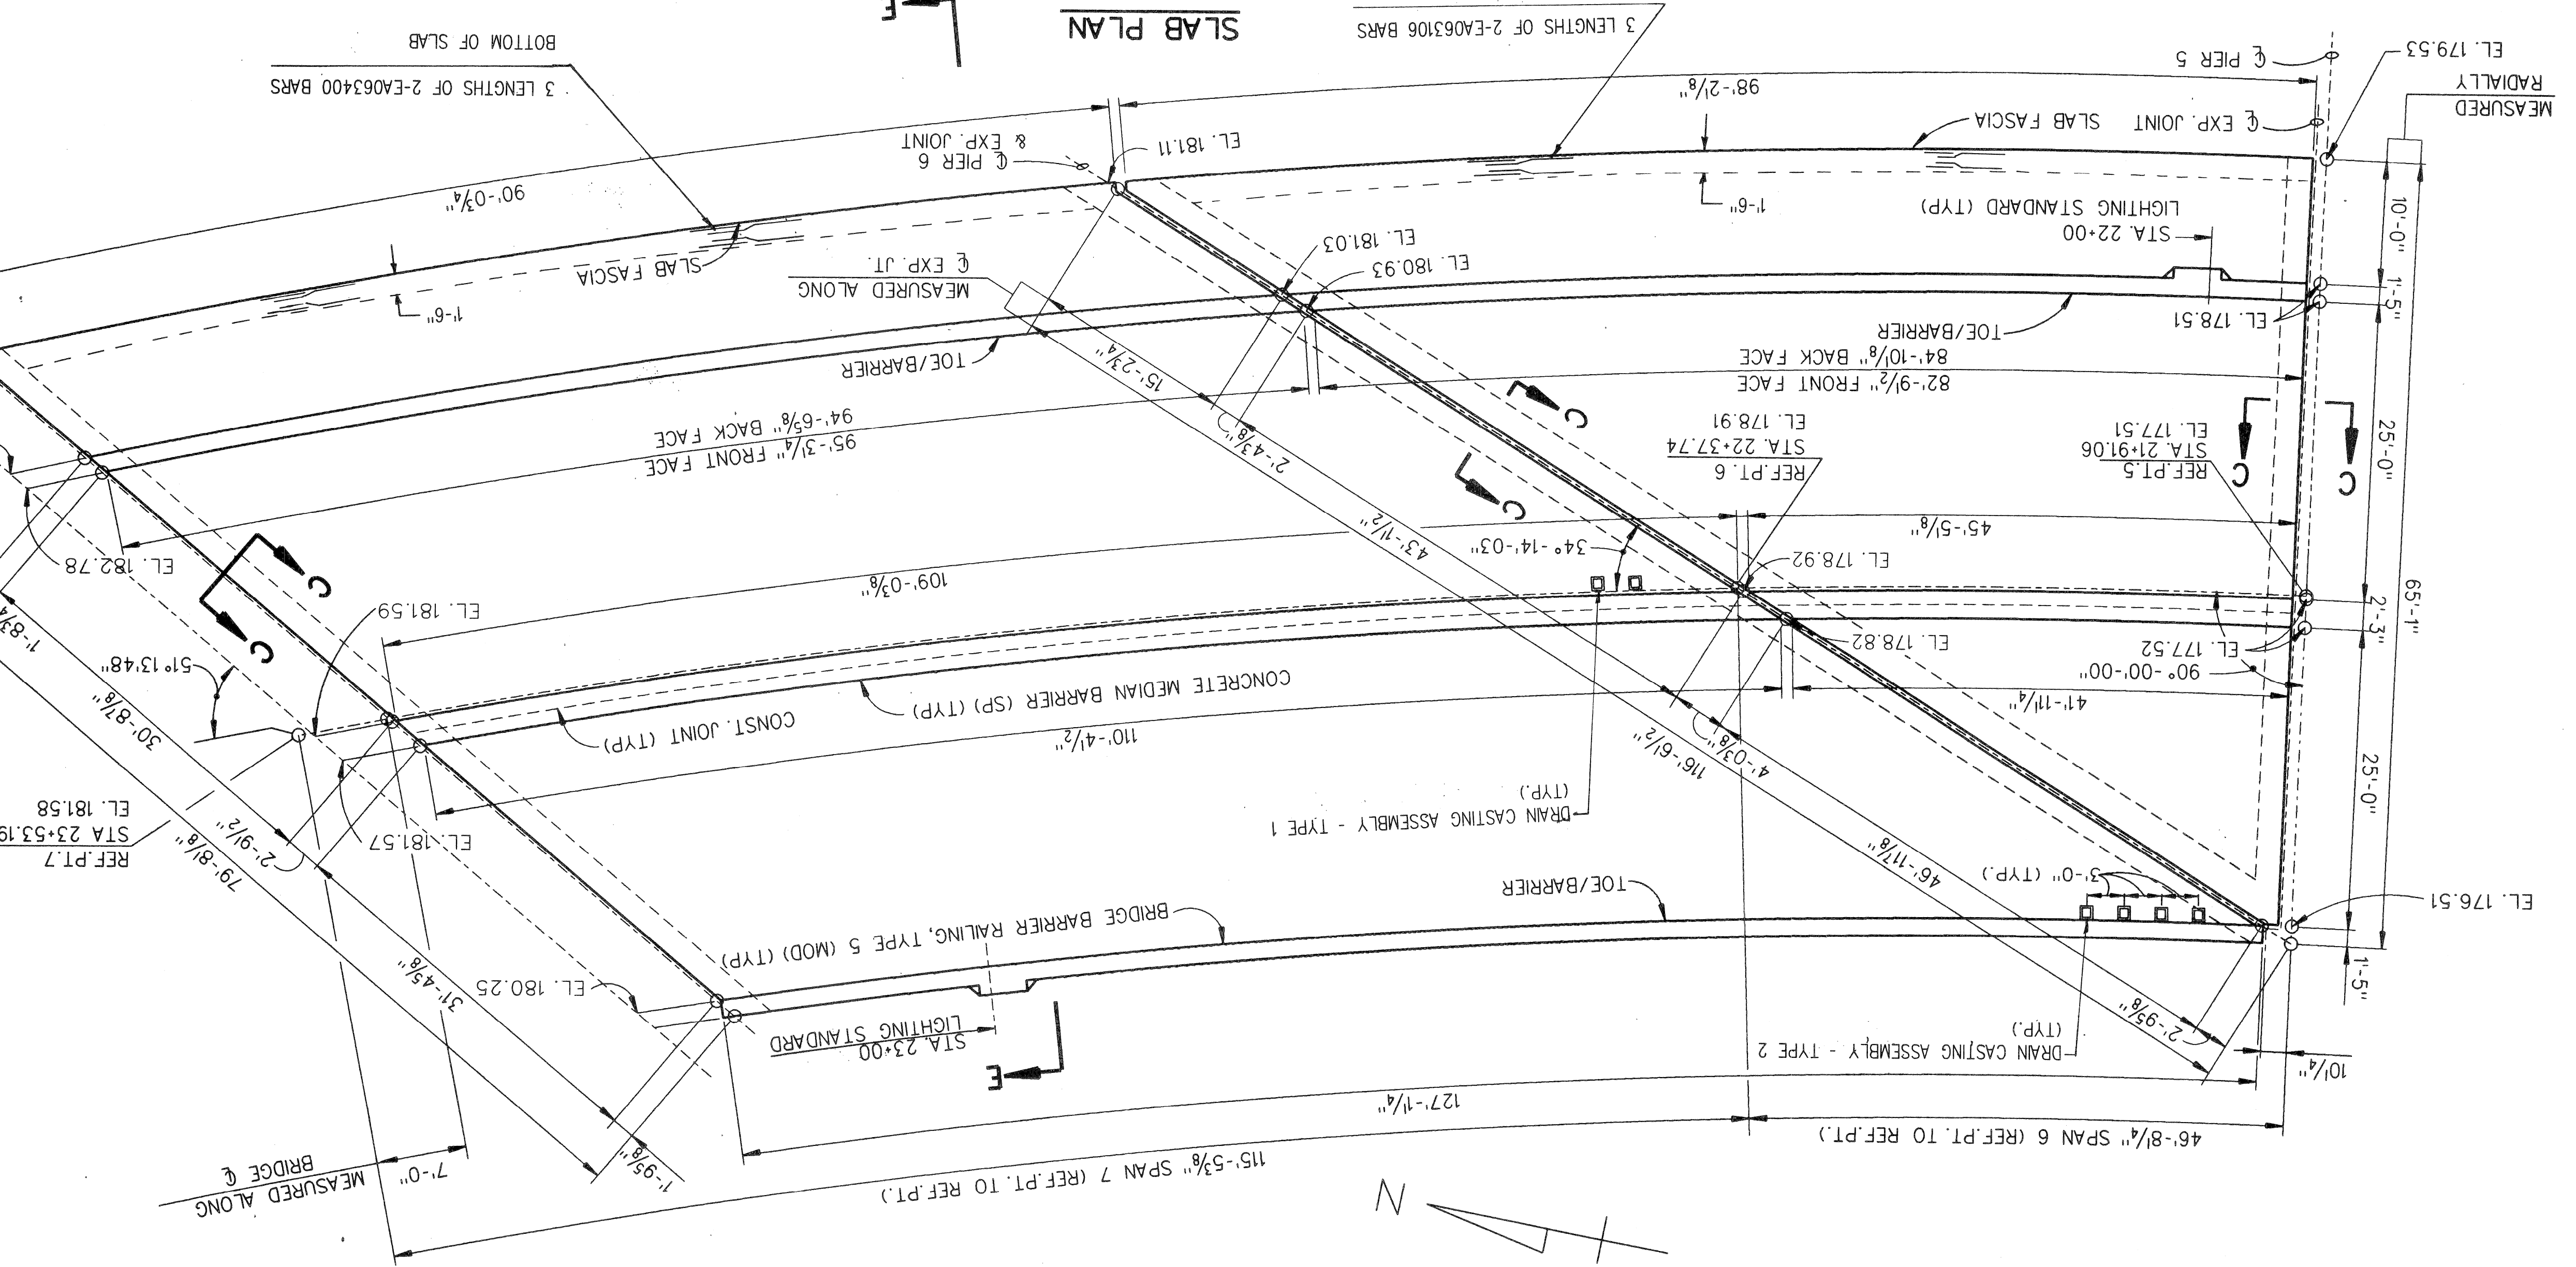 46'-8¼" SPAN 6 (REF.PT. TO REF.PT.)
115'-5⅜" SPAN 7 (REF.PT. TO REF.PT.)
127'-1¼"
7'-0"
MEASURED ALONG
BRIDGE ℄
N
10¼"
2'-9⅝"
1'-9⅝"
DRAIN CASTING ASSEMBLY - TYPE 2
(TYP.)
E
STA. 23+00
LIGHTING STANDARD
EL. 180.25
1'-5"
EL. 176.51
3'-0" (TYP.)
TOE/BARRIER
BRIDGE BARRIER RAILING, TYPE 5 (MOD) (TYP)
31'-4⅝"
79'-8⅛"
2'-9½"
30'-8⅞"
46'-11⅞"
116'-6½"
4'-0⅜"
43'-1½"
DRAIN CASTING ASSEMBLY - TYPE 1
(TYP.)
REF.PT.7
STA 23+53.19
EL. 181.58
EL. 181.57
25'-0"
41'-11¼"
110'-4½"
90°-00'-00"
EL. 177.52
EL. 178.82
CONCRETE MEDIAN BARRIER (SP) (TYP)
CONST. JOINT (TYP)
51°13'48"
65'-1"
2'-3"
EL. 178.92
34°-14'-03"
109'-0⅜"
EL. 181.59
EL. 182.78
45'-5⅛"
C
C
C
C
C
C
REF.PT.5
STA. 21+91.06
EL. 177.51
REF.PT. 6
STA. 22+37.74
EL. 178.91
25'-0"
82'-9½" FRONT FACE
84'-10⅛" BACK FACE
95'-3¼" FRONT FACE
94'-6⅝" BACK FACE
2'-4⅜"
15'-2¾"
TOE/BARRIER
TOE/BARRIER
EL. 178.51
1'-5"
10'-0"
MEASURED ALONG
℄ EXP. JT.
EL. 180.93
EL. 181.03
STA. 22+00
LIGHTING STANDARD (TYP)
1'-6"
1'-6"
SLAB FASCIA
SLAB FASCIA
℄ EXP. JOINT
℄ PIER 5
℄ PIER 6
& EXP. JOINT
EL. 181.11
MEASURED
RADIALLY
EL. 179.53
98'-2⅛"
90'-0¾"
3 LENGTHS OF 2-EA063106 BARS
3 LENGTHS OF 2-EA063400 BARS
BOTTOM OF SLAB
SLAB PLAN
E